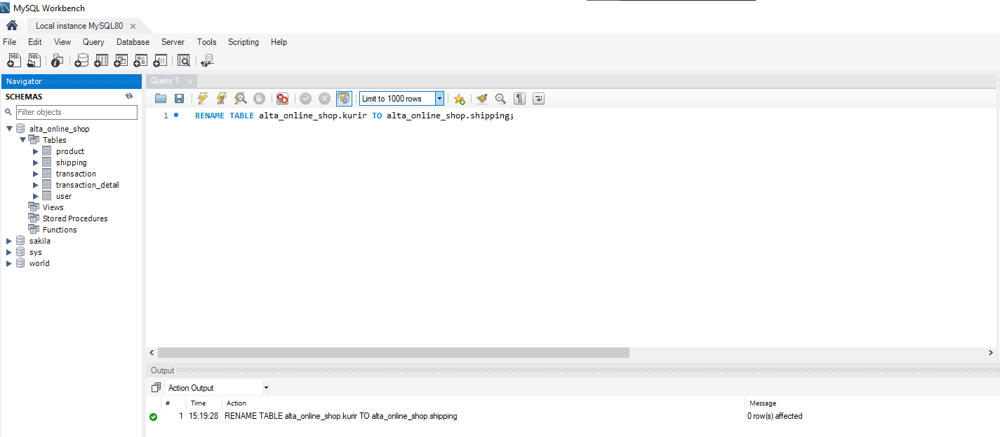 MySQL Workbench
Local instance MySQL80
File Edit View Query Database Server Tools Scripting Help
Navigator
SCHEMAS
Filter objects
alta_online_shop
Tables
product
shipping
transaction
transaction_detail
user
Views
Stored Procedures
Functions
sakila
sys
world
Query 1
Limit to 1000 rows
1 RENAME TABLE alta_online_shop.kurir TO alta_online_shop.shipping;
Output
Action Output
# Time Action Message
1 15:19:28 RENAME TABLE alta_online_shop.kurir TO alta_online_shop.shipping 0 row(s) affected